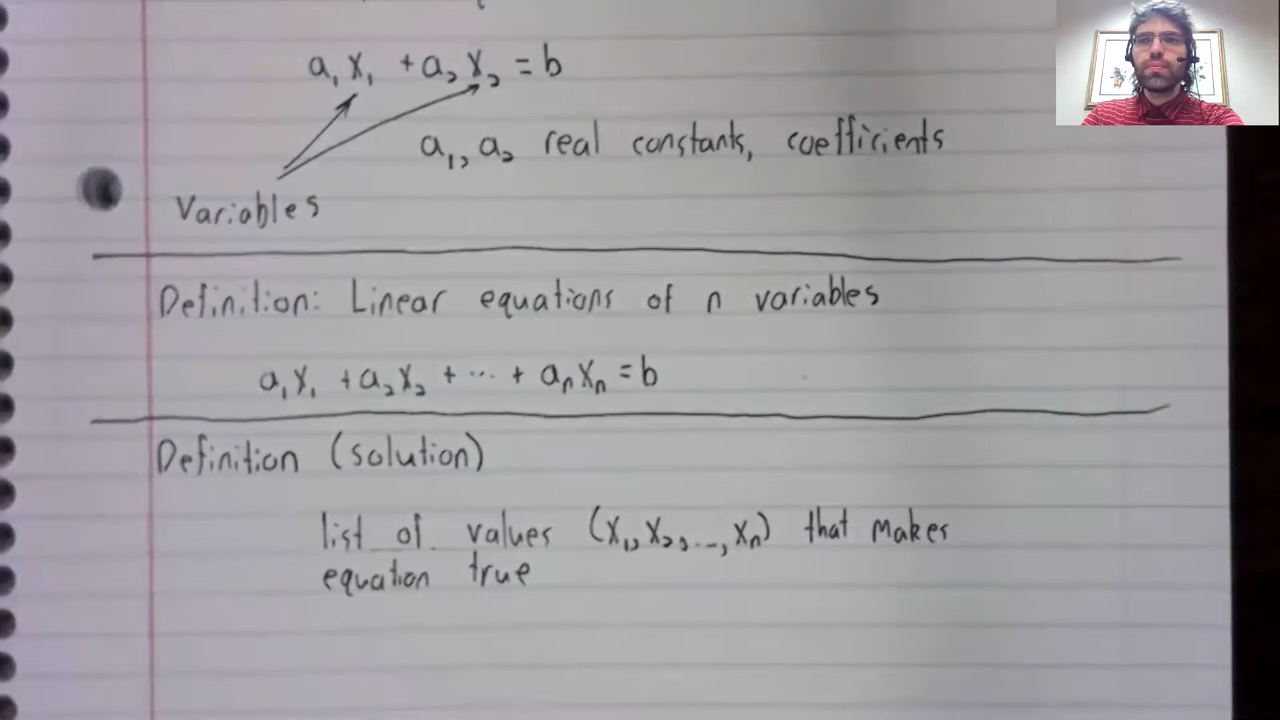 a₁x₁ + a₂x₂ = b
a₁, a₂ real constants, coefficients
Variables
Definition: Linear equations of n variables
a₁x₁ + a₂x₂ + ... + aₙxₙ = b
Definition (solution)
list of values (x₁, x₂, ..., xₙ) that makes
equation true